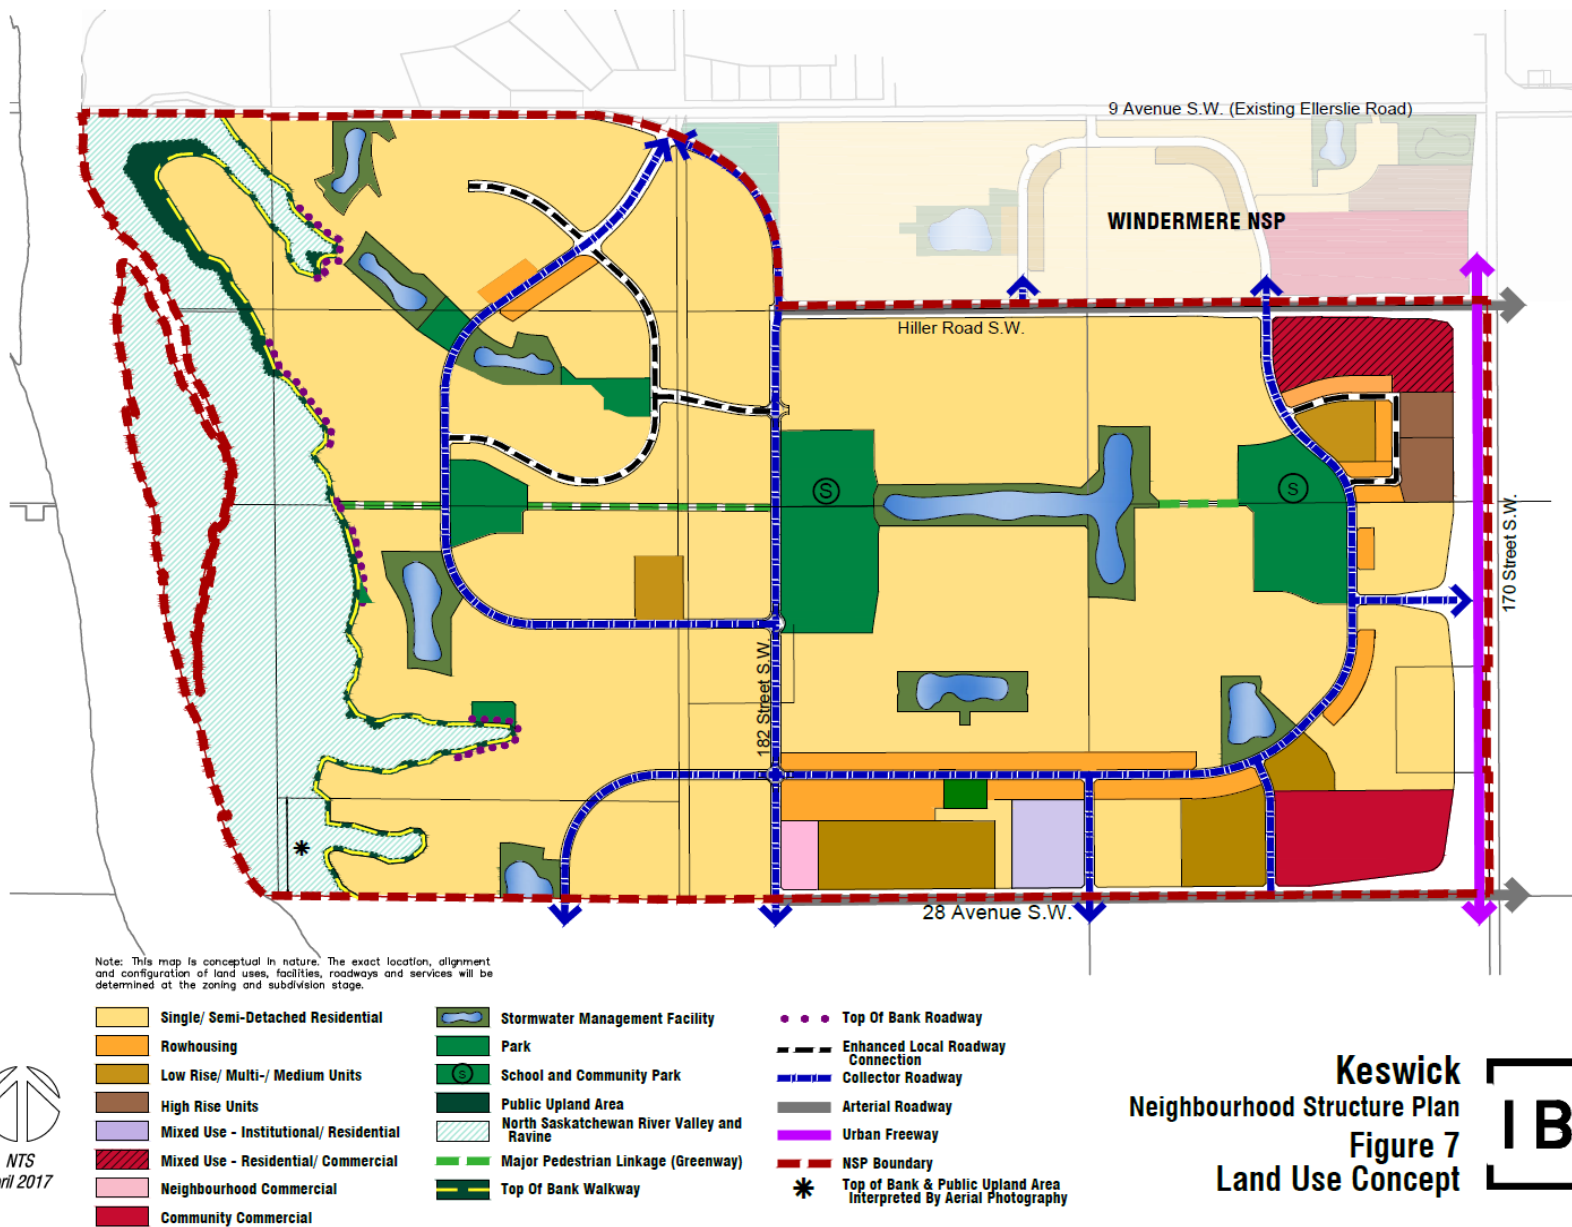 9 Avenue S.W. (Existing Ellerslie Road)
WINDERMERE NSP
Hiller Road S.W.
S
S
170 Street S.W.
182 Street S.W.
28 Avenue S.W.
Note: This map is conceptual in nature. The exact location, alignment
and configuration of land uses, facilities, roadways and services will be
determined at the zoning and subdivision stage.
Single/ Semi-Detached Residential
Rowhousing
Low Rise/ Multi-/ Medium Units
High Rise Units
Mixed Use - Institutional/ Residential
Mixed Use - Residential/ Commercial
Neighbourhood Commercial
Community Commercial
Stormwater Management Facility
Park
S
School and Community Park
Public Upland Area
North Saskatchewan River Valley and
Ravine
Major Pedestrian Linkage (Greenway)
Top Of Bank Walkway
Top Of Bank Roadway
Enhanced Local Roadway
Connection
Collector Roadway
Arterial Roadway
Urban Freeway
NSP Boundary
Top of Bank & Public Upland Area
Interpreted By Aerial Photography
NTS
ril 2017
Keswick
Neighbourhood Structure Plan
Figure 7
Land Use Concept
IB